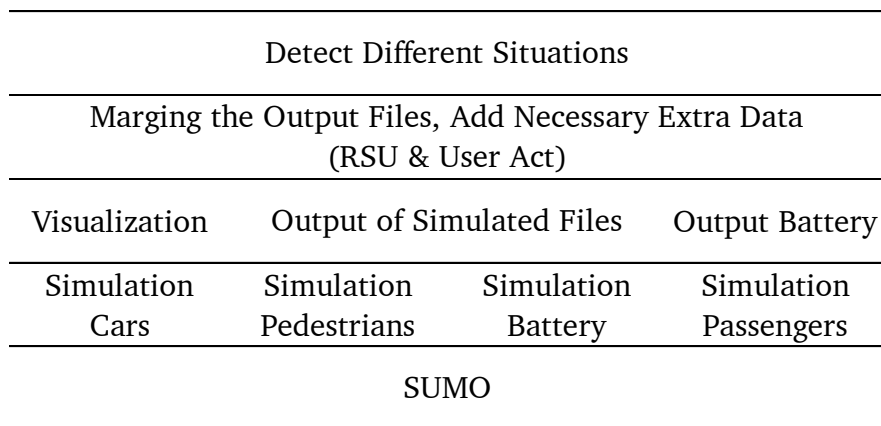 Detect Different Situations
Marging the Output Files, Add Necessary Extra Data
(RSU & User Act)
Visualization Output of Simulated Files Output Battery
Simulation Simulation Simulation Simulation
Cars Pedestrians Battery Passengers
SUMO